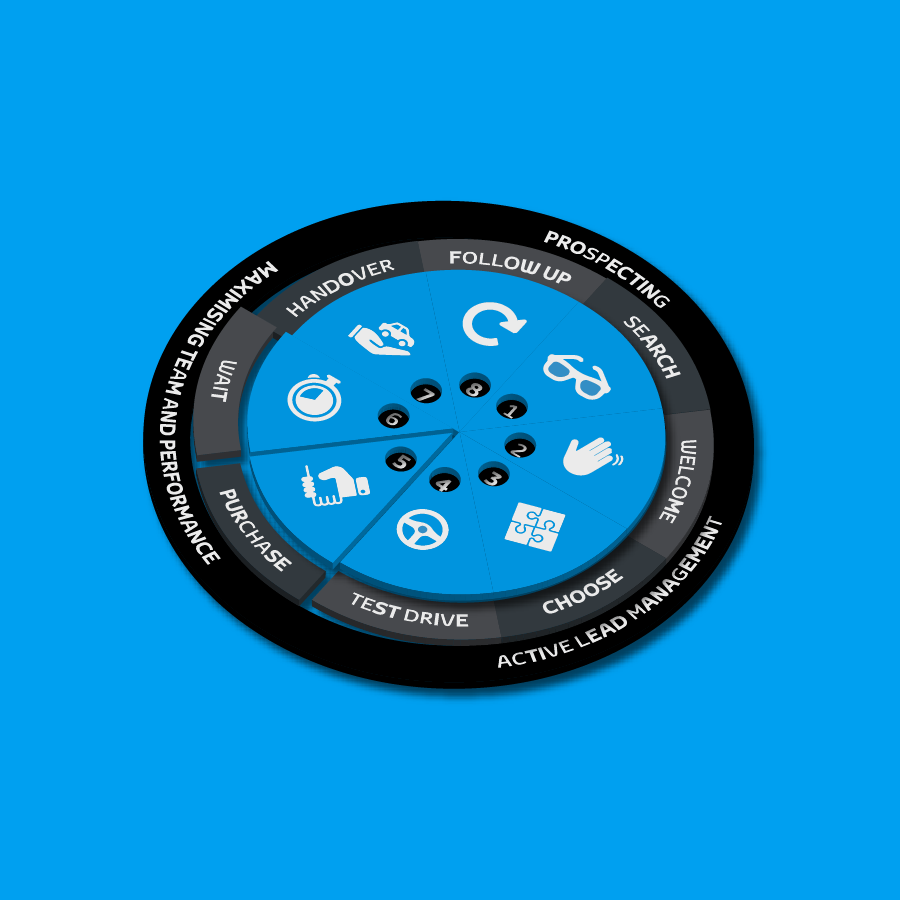 PROSPECTING
ACTIVE LEAD MANAGEMENT
MAXIMISING TEAM AND PERFORMANCE
SEARCH
WELCOME
CHOOSE
TEST DRIVE
PURCHASE
WAIT
HANDOVER
FOLLOW UP
1
2
3
4
5
6
7
8